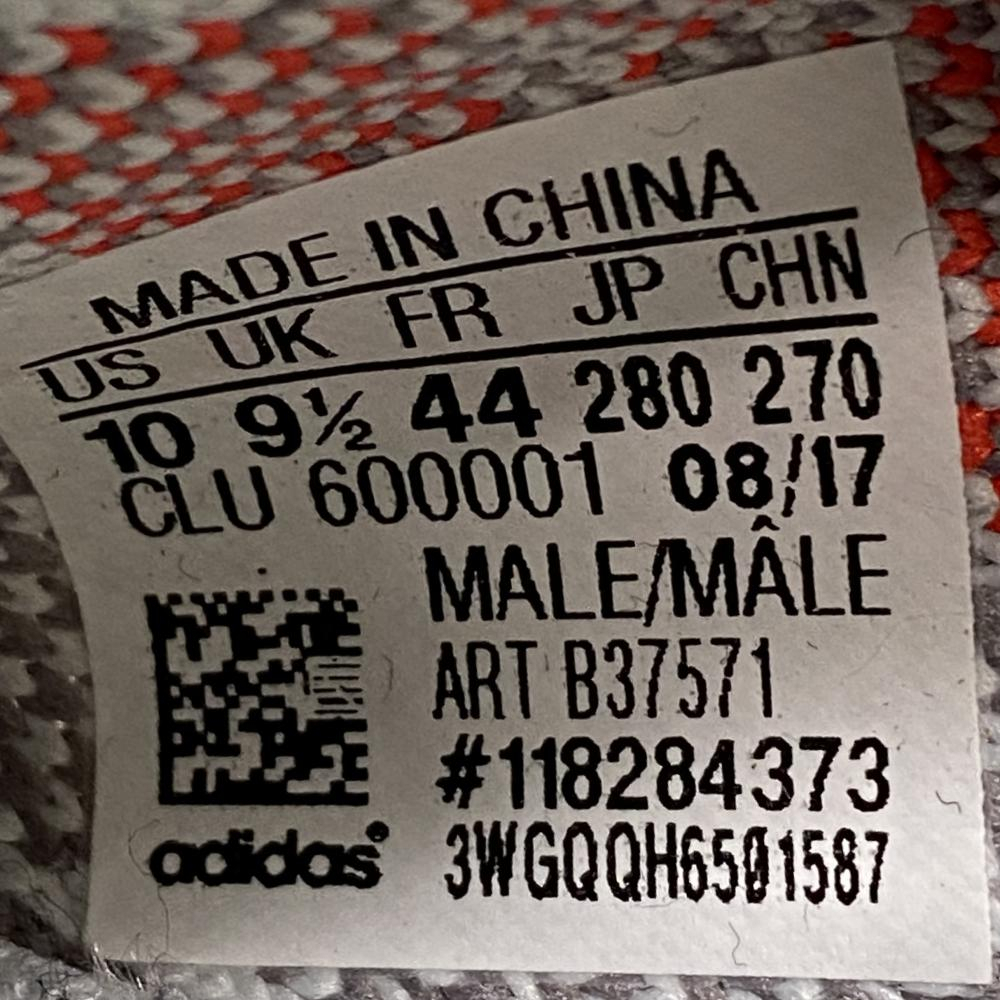 MADE IN CHINA
US UK FR JP CHN
10 9½ 44 280 270
CLU 600001 08/17
MALE/MÂLE
ART B37571
#118284373
adidas® 3WGQQH6501587